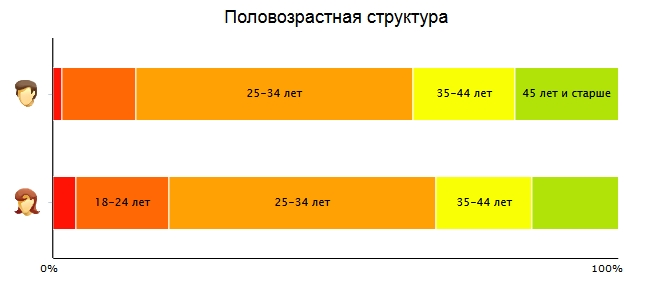 Половозрастная структура
25–34 лет
35–44 лет
45 лет и старше
18–24 лет
25–34 лет
35–44 лет
0%
100%